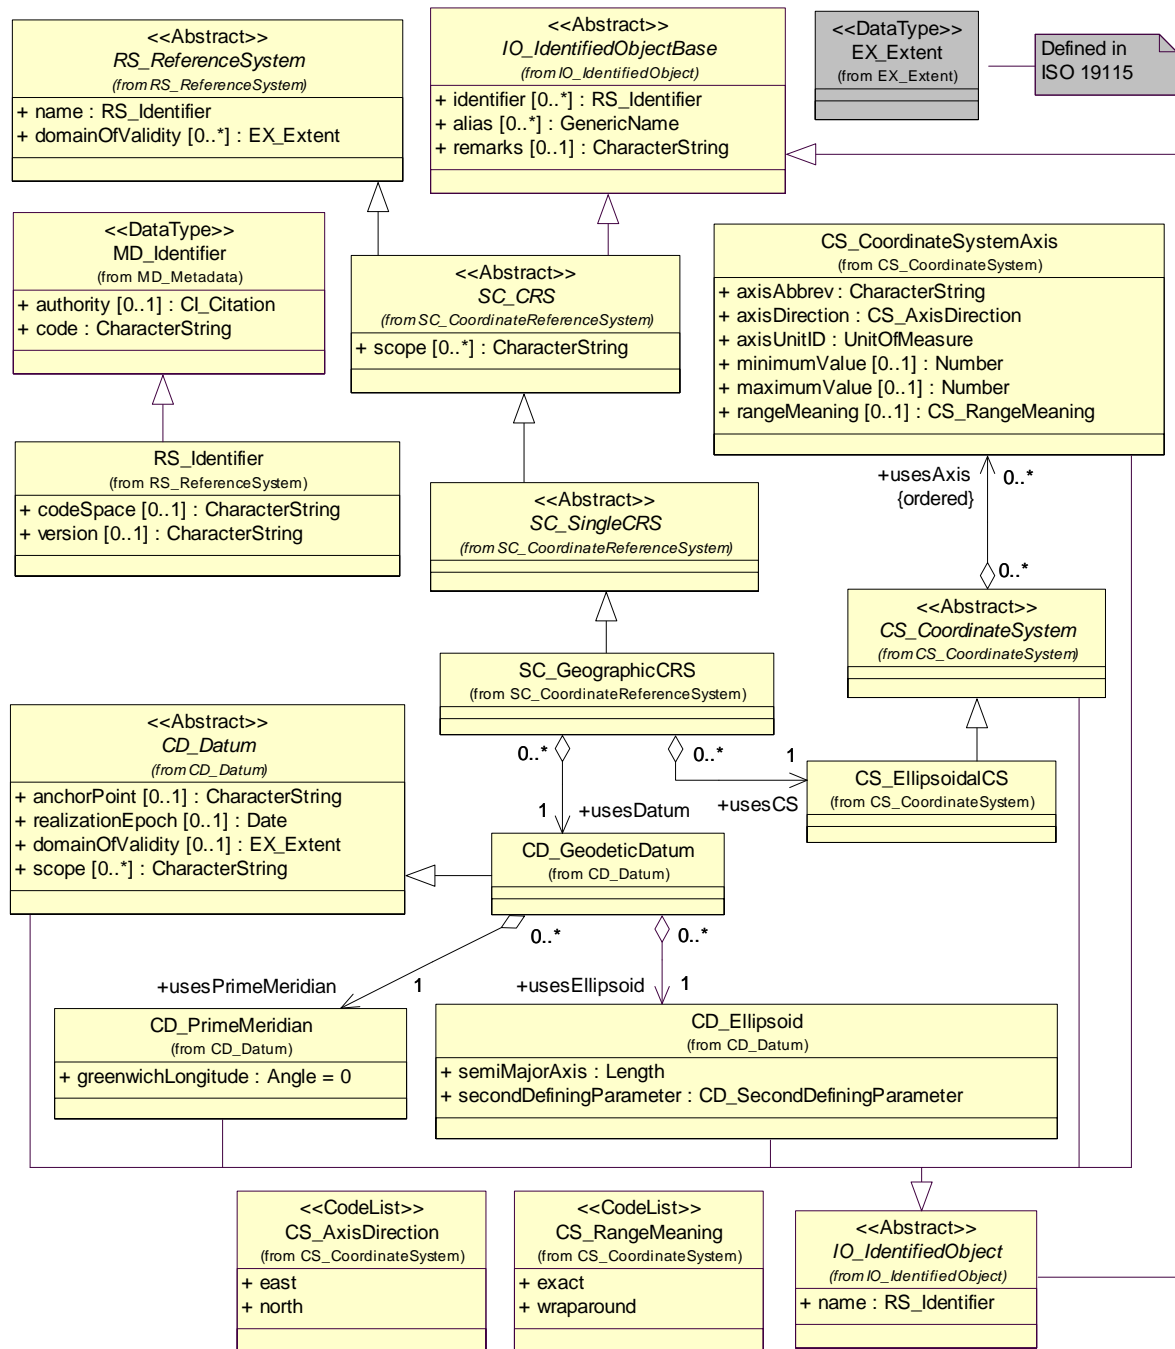 <<Abstract>>
RS_ReferenceSystem
(from RS_ReferenceSystem)
+ name : RS_Identifier
+ domainOfValidity [0..*] : EX_Extent
<<Abstract>>
IO_IdentifiedObjectBase
(from IO_IdentifiedObject)
+ identifier [0..*] : RS_Identifier
+ alias [0..*] : GenericName
+ remarks [0..1] : CharacterString
<<DataType>>
EX_Extent
(from EX_Extent)
Defined in
ISO 19115
<<DataType>>
MD_Identifier
(from MD_Metadata)
+ authority [0..1] : CI_Citation
+ code : CharacterString
<<Abstract>>
SC_CRS
(from SC_CoordinateReferenceSystem)
+ scope [0..*] : CharacterString
CS_CoordinateSystemAxis
(from CS_CoordinateSystem)
+ axisAbbrev : CharacterString
+ axisDirection : CS_AxisDirection
+ axisUnitID : UnitOfMeasure
+ minimumValue [0..1] : Number
+ maximumValue [0..1] : Number
+ rangeMeaning [0..1] : CS_RangeMeaning
RS_Identifier
(from RS_ReferenceSystem)
+ codeSpace [0..1] : CharacterString
+ version [0..1] : CharacterString
<<Abstract>>
SC_SingleCRS
(from SC_CoordinateReferenceSystem)
+usesAxis
{ordered}
0..*
0..*
<<Abstract>>
CS_CoordinateSystem
(from CS_CoordinateSystem)
SC_GeographicCRS
(from SC_CoordinateReferenceSystem)
0..*
0..*
1
+usesCS
1
+usesDatum
CS_EllipsoidalCS
(from CS_CoordinateSystem)
<<Abstract>>
CD_Datum
(from CD_Datum)
+ anchorPoint [0..1] : CharacterString
+ realizationEpoch [0..1] : Date
+ domainOfValidity [0..1] : EX_Extent
+ scope [0..*] : CharacterString
CD_GeodeticDatum
(from CD_Datum)
0..*
0..*
+usesPrimeMeridian
1
+usesEllipsoid
1
CD_PrimeMeridian
(from CD_Datum)
+ greenwichLongitude : Angle = 0
CD_Ellipsoid
(from CD_Datum)
+ semiMajorAxis : Length
+ secondDefiningParameter : CD_SecondDefiningParameter
<<CodeList>>
CS_AxisDirection
(from CS_CoordinateSystem)
+ east
+ north
<<CodeList>>
CS_RangeMeaning
(from CS_CoordinateSystem)
+ exact
+ wraparound
<<Abstract>>
IO_IdentifiedObject
(from IO_IdentifiedObject)
+ name : RS_Identifier